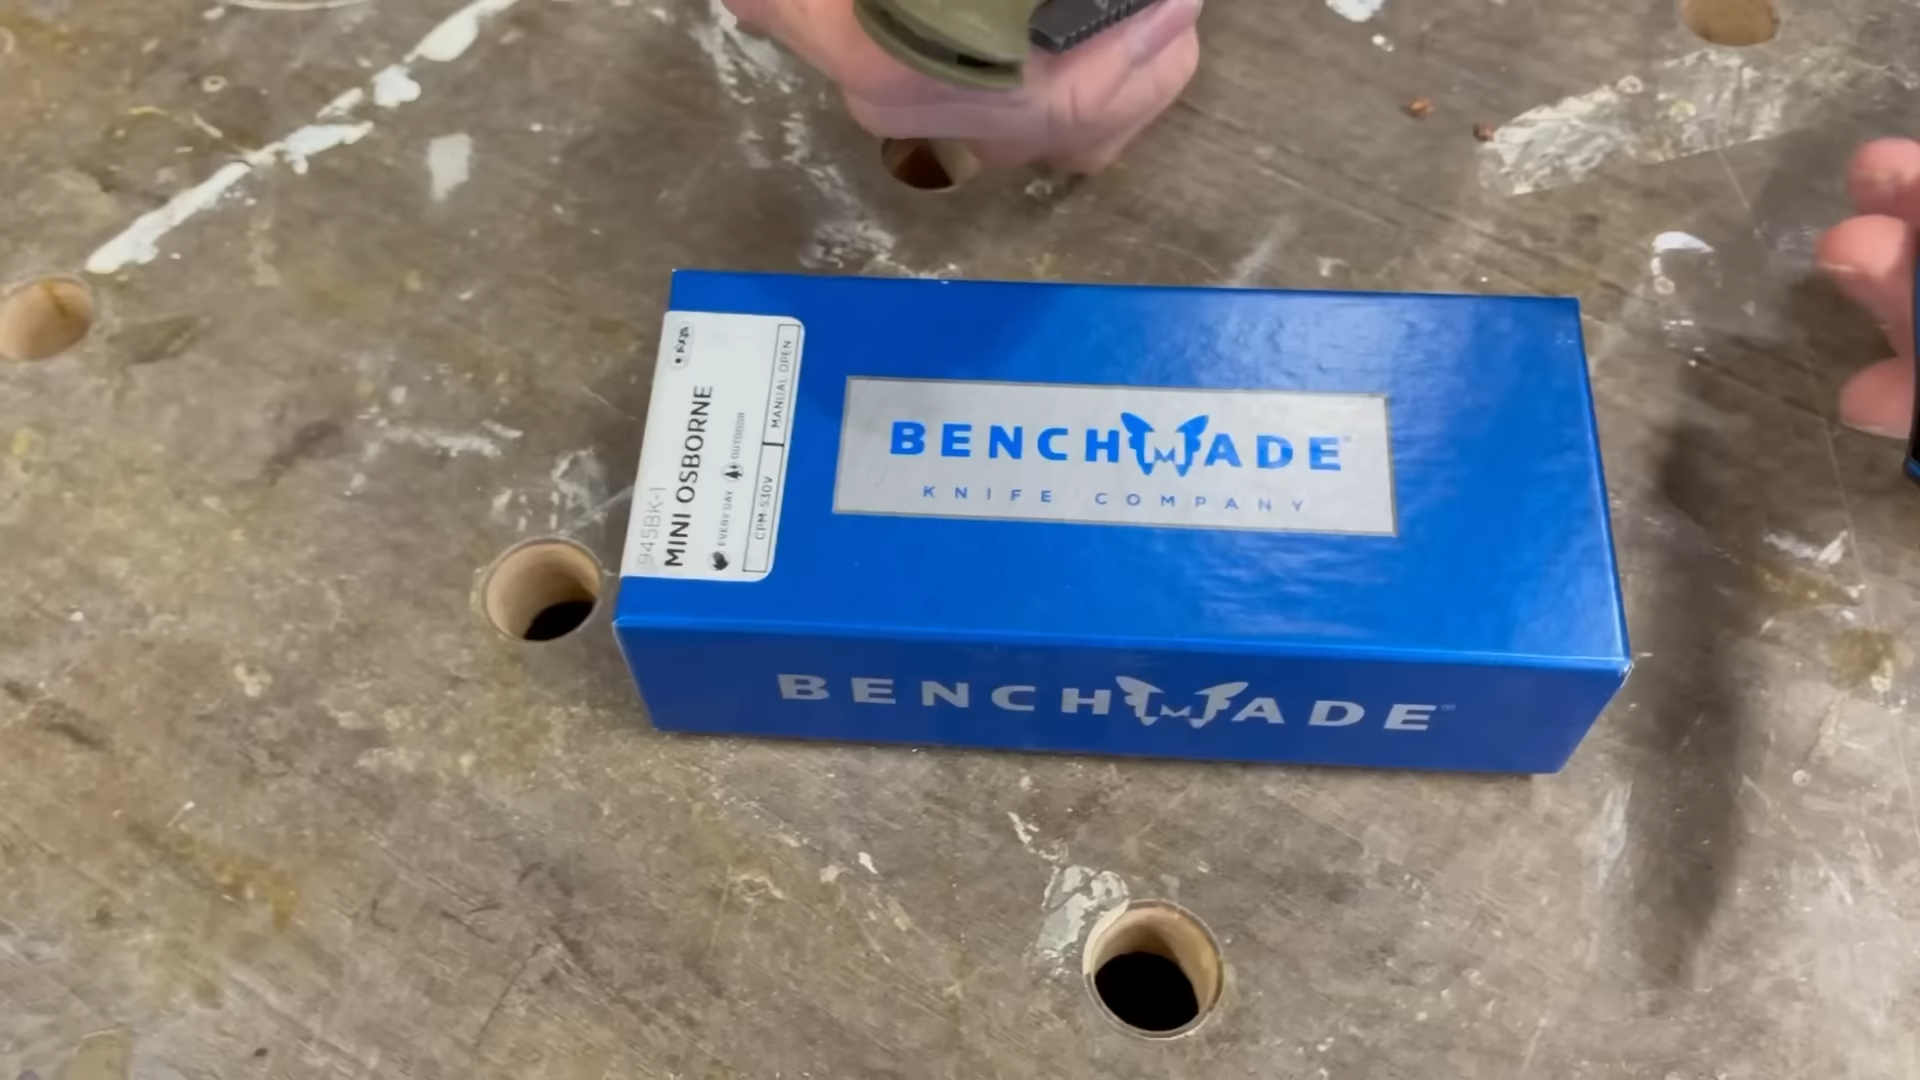 945BK-1
MINI OSBORNE
EVERY DAY OUTDOOR
CPM-S30V MANUAL OPEN
BENCHMADE®
KNIFE COMPANY
BENCHMADE®